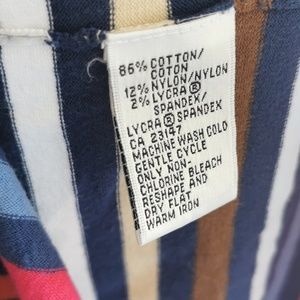 86% COTTON/
COTON
12% NYLON/NYLON
2% LYCRA®
SPANDEX/
LYCRA® SPANDEX
CA 23147
MACHINE WASH COLD
GENTLE CYCLE
ONLY NON-
CHLORINE BLEACH
RESHAPE AND
DRY FLAT
WARM IRON